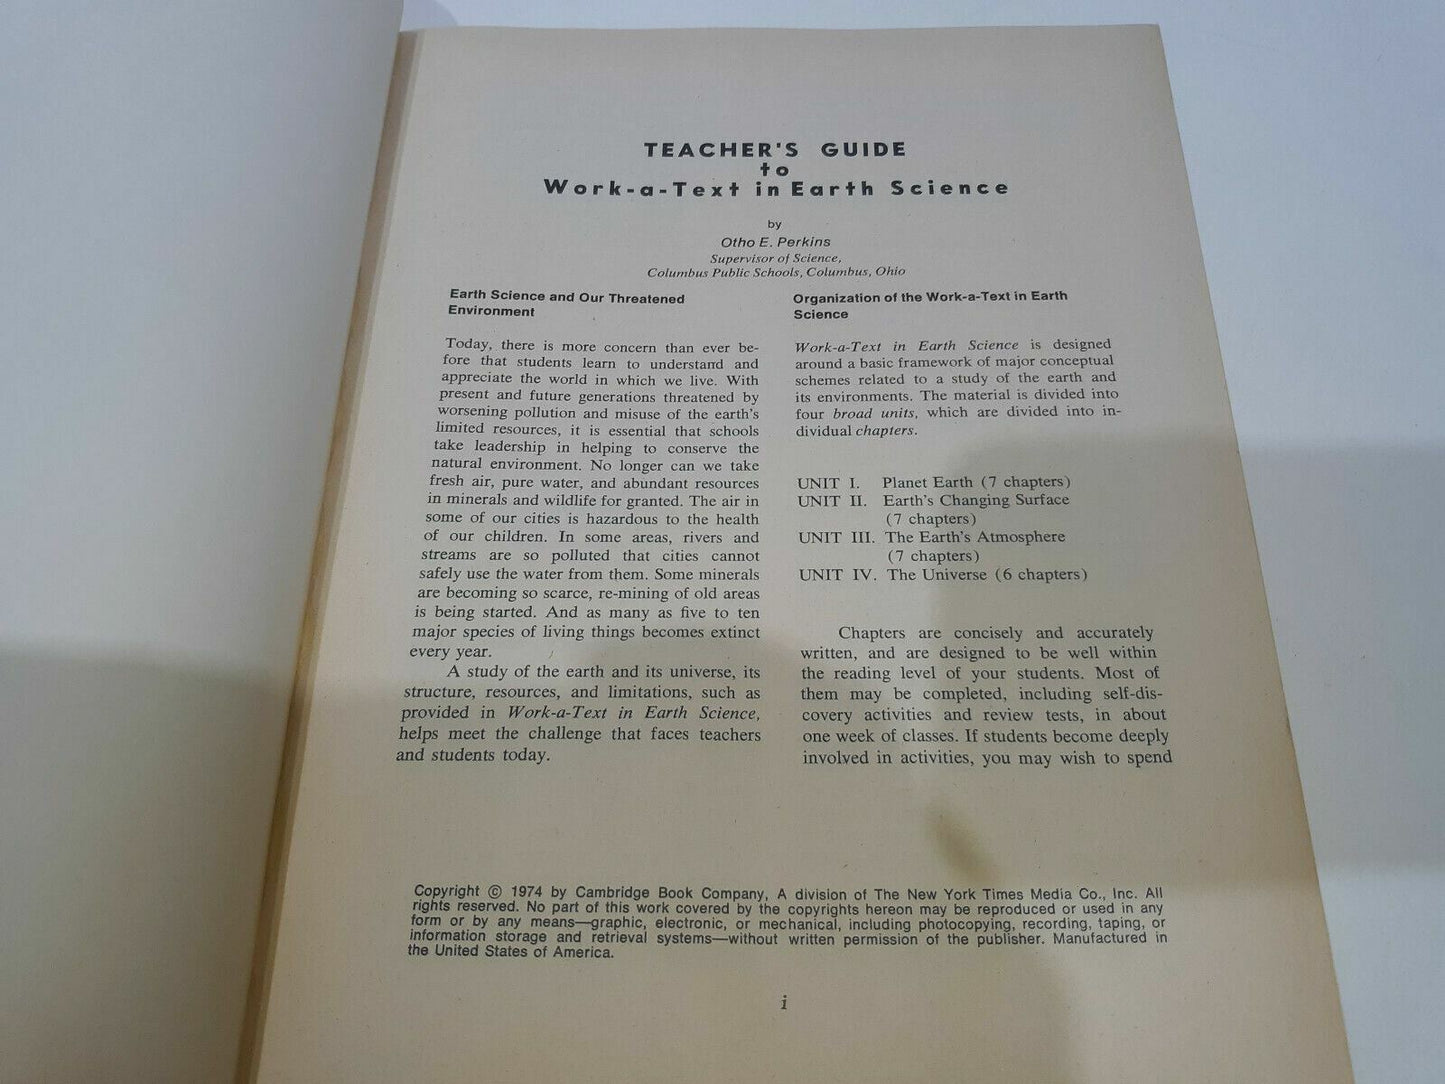 TEACHER'S GUIDE
to
Work-a-Text in Earth Science
by
Otho E. Perkins
Supervisor of Science,
Columbus Public Schools, Columbus, Ohio
Earth Science and Our Threatened
Environment
Today, there is more concern than ever be-
fore that students learn to understand and
appreciate the world in which we live. With
present and future generations threatened by
worsening pollution and misuse of the earth's
limited resources, it is essential that schools
take leadership in helping to conserve the
natural environment. No longer can we take
fresh air, pure water, and abundant resources
in minerals and wildlife for granted. The air in
some of our cities is hazardous to the health
of our children. In some areas, rivers and
streams are so polluted that cities cannot
safely use the water from them. Some minerals
are becoming so scarce, re-mining of old areas
is being started. And as many as five to ten
major species of living things becomes extinct
every year.
A study of the earth and its universe, its
structure, resources, and limitations, such as
provided in Work-a-Text in Earth Science,
helps meet the challenge that faces teachers
and students today.
Organization of the Work-a-Text in Earth
Science
Work-a-Text in Earth Science is designed
around a basic framework of major conceptual
schemes related to a study of the earth and
its environments. The material is divided into
four broad units, which are divided into in-
dividual chapters.
UNIT I. Planet Earth (7 chapters)
UNIT II. Earth's Changing Surface
(7 chapters)
UNIT III. The Earth's Atmosphere
(7 chapters)
UNIT IV. The Universe (6 chapters)
Chapters are concisely and accurately
written, and are designed to be well within
the reading level of your students. Most of
them may be completed, including self-dis-
covery activities and review tests, in about
one week of classes. If students become deeply
involved in activities, you may wish to spend
Copyright © 1974 by Cambridge Book Company, A division of The New York Times Media Co., Inc. All
rights reserved. No part of this work covered by the copyrights hereon may be reproduced or used in any
form or by any means—graphic, electronic, or mechanical, including photocopying, recording, taping, or
information storage and retrieval systems—without written permission of the publisher. Manufactured in
the United States of America.
i